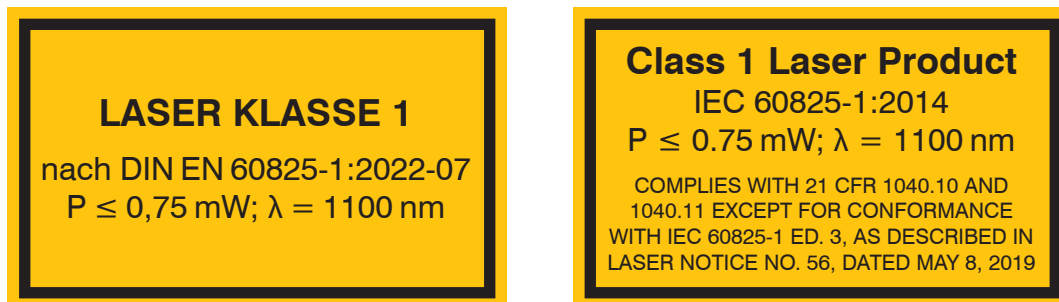 LASER KLASSE 1
nach DIN EN 60825-1:2022-07
P ≤ 0,75 mW; λ = 1100 nm
Class 1 Laser Product
IEC 60825-1:2014
P ≤ 0.75 mW; λ = 1100 nm
COMPLIES WITH 21 CFR 1040.10 AND
1040.11 EXCEPT FOR CONFORMANCE
WITH IEC 60825-1 ED. 3, AS DESCRIBED IN
LASER NOTICE NO. 56, DATED MAY 8, 2019